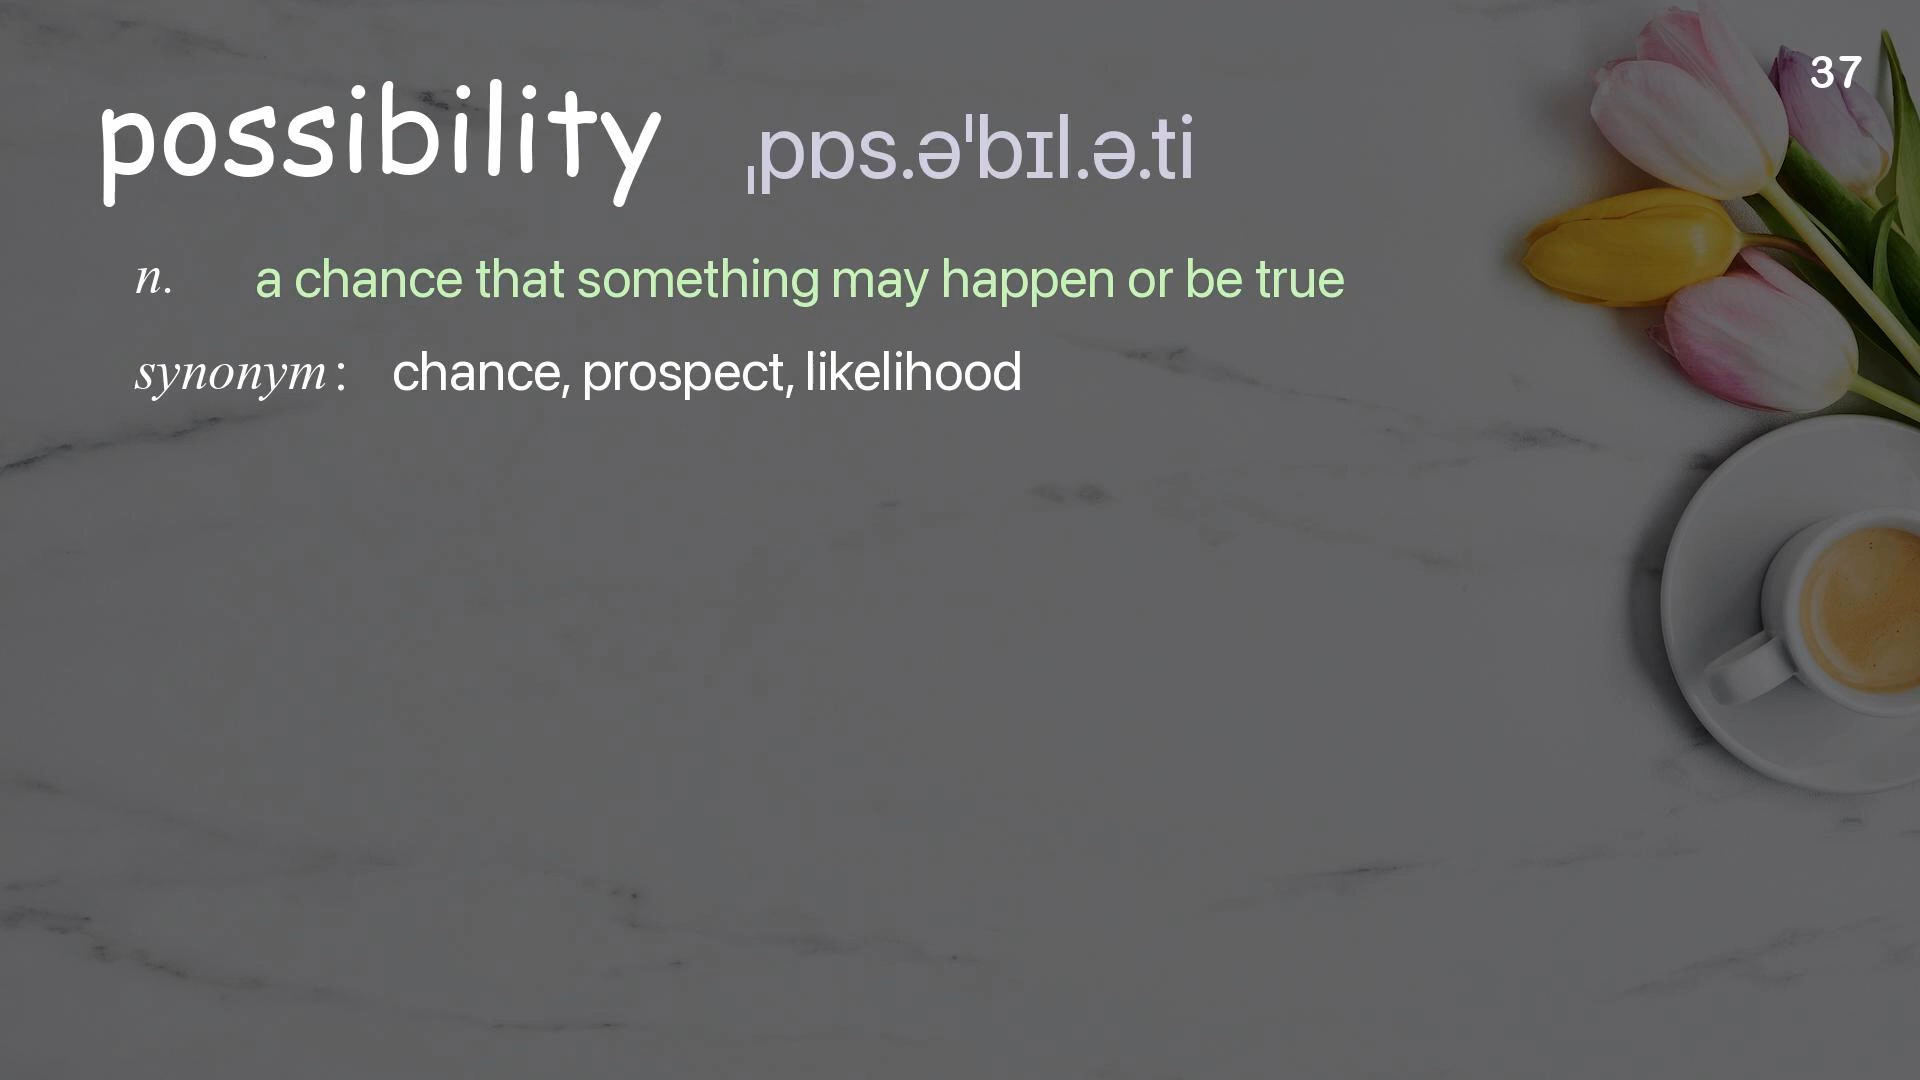 37
possibility ˌpɒs.əˈbɪl.ə.ti
n. a chance that something may happen or be true
synonym : chance, prospect, likelihood